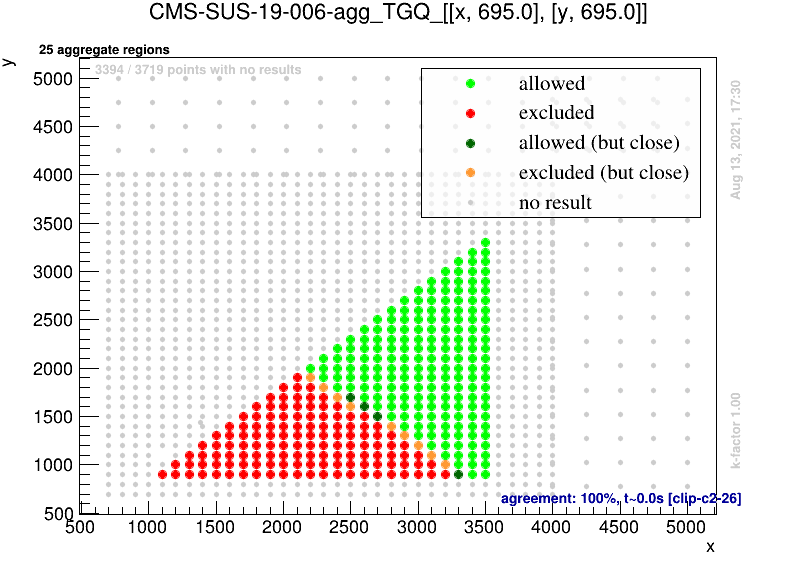 CMS-SUS-19-006-agg_TGQ_[[x, 695.0], [y, 695.0]]
y
25 aggregate regions
3394 / 3719 points with no results
allowed
excluded
allowed (but close)
excluded (but close)
no result
5000
4500
4000
3500
3000
2500
2000
1500
1000
500
Aug 13, 2021, 17:30
k-factor 1.00
agreement: 100%, t~0.0s [clip-c2-26]
500 1000 1500 2000 2500 3000 3500 4000 4500 5000
x